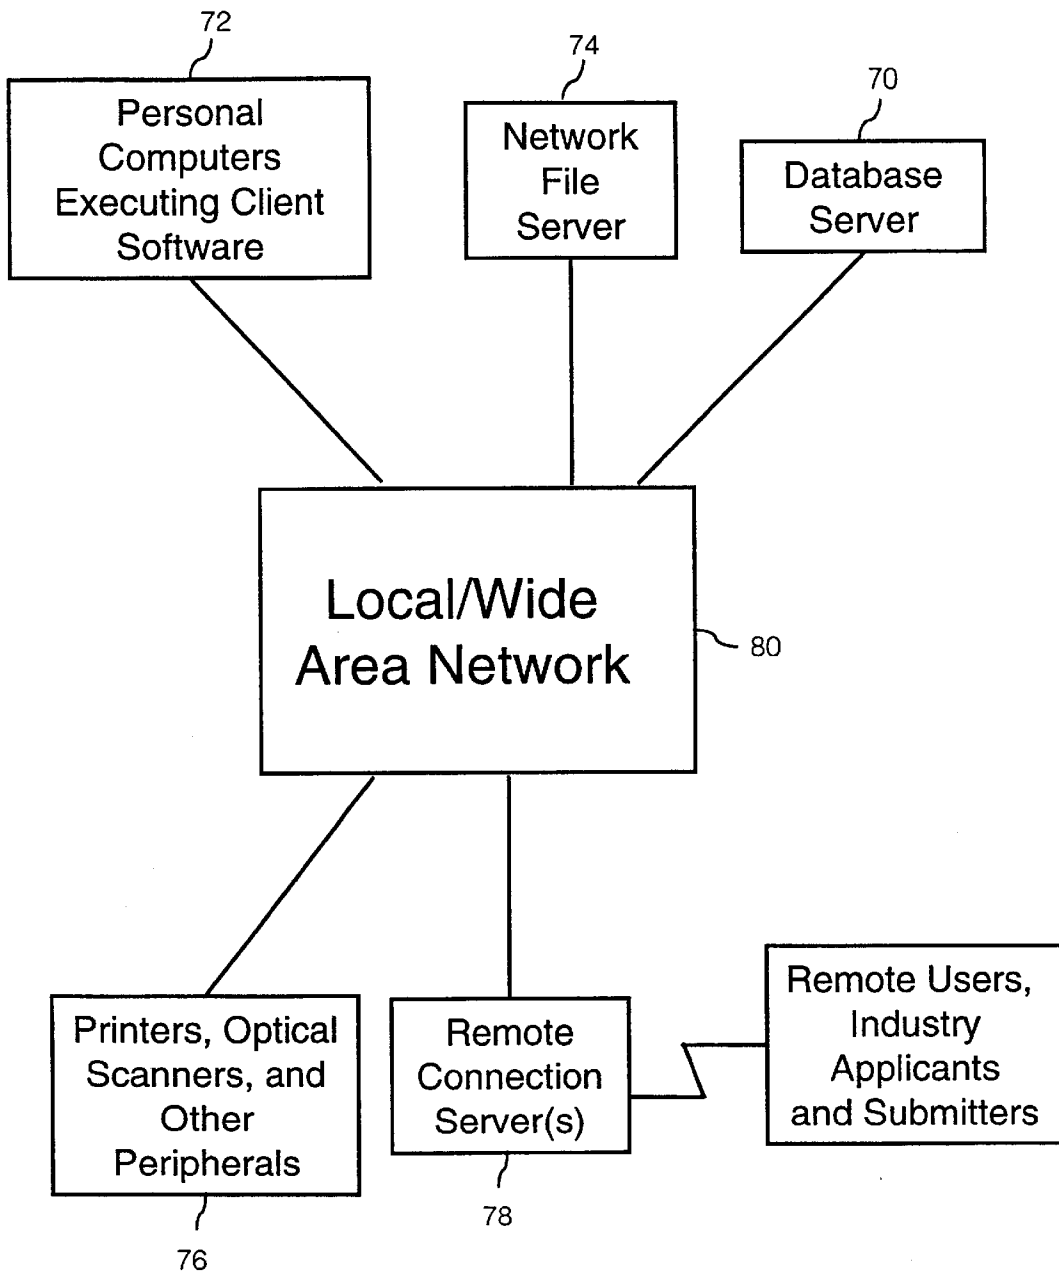 72
Personal
Computers
Executing Client
Software
74
Network
File
Server
70
Database
Server
Local/Wide
Area Network
80
Printers, Optical
Scanners, and
Other
Peripherals
76
Remote
Connection
Server(s)
78
Remote Users,
Industry
Applicants
and Submitters